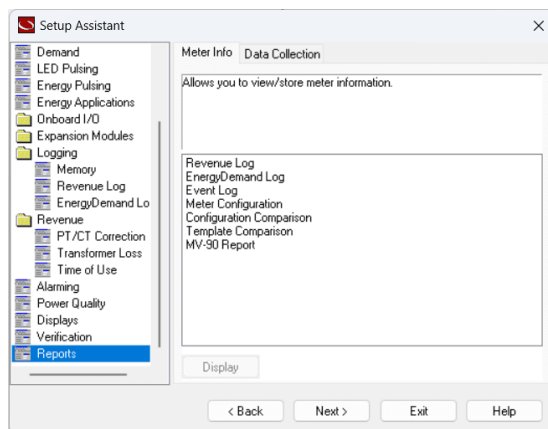 Setup Assistant
Demand
LED Pulsing
Energy Pulsing
Energy Applications
Onboard I/O
Expansion Modules
Logging
Memory
Revenue Log
EnergyDemand Lo
Revenue
PT/CT Correction
Transformer Loss
Time of Use
Alarming
Power Quality
Displays
Verification
Reports
Meter Info
Data Collection
Allows you to view/store meter information.
Revenue Log
EnergyDemand Log
Event Log
Meter Configuration
Configuration Comparison
Template Comparison
MV-90 Report
Display
< Back
Next >
Exit
Help